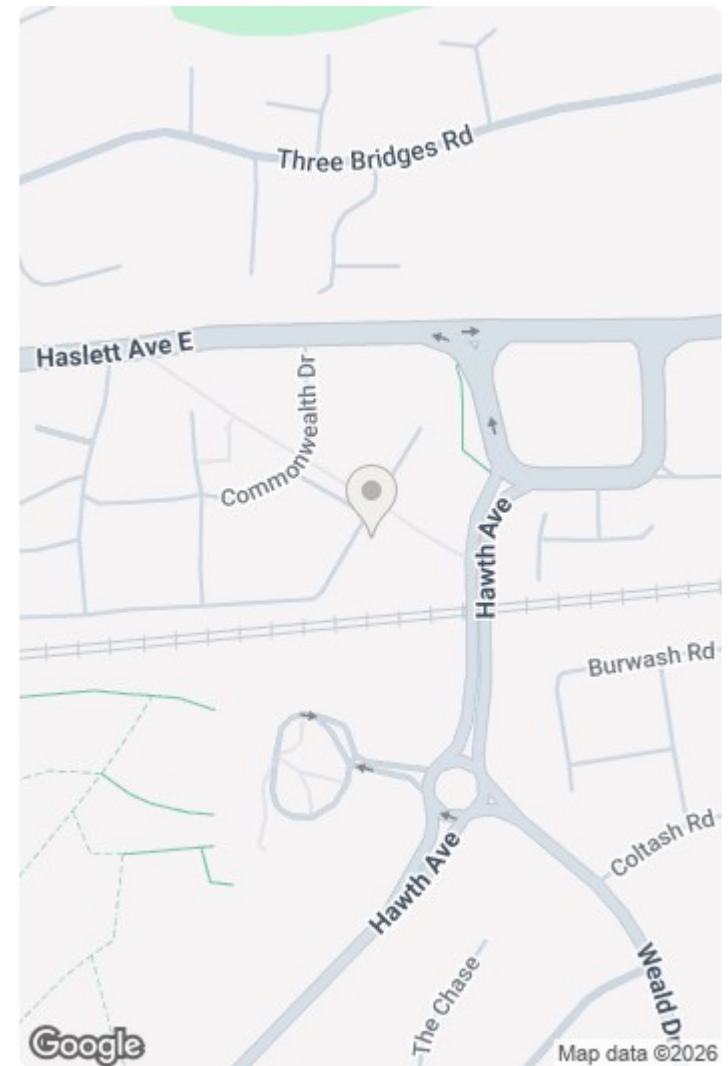 Three Bridges Rd
Haslett Ave E
Commonwealth Dr
Hawth Ave
Burwash Rd
Coltash Rd
Hawth Ave
Weald Dr
The Chase
Google
Map data ©2026